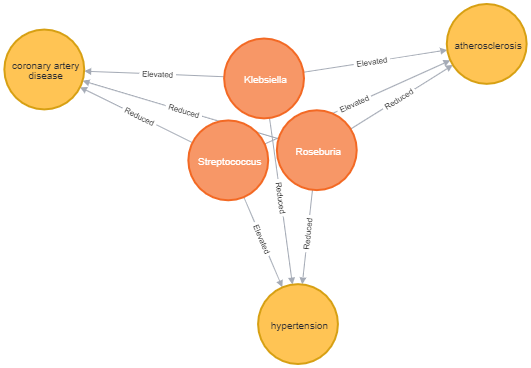 atherosclerosis
coronary artery
disease
Elevated
Elevated
Klebsiella
Elevated
Reduced
Reduced
Reduced
Roseburia
Streptococcus
Reduced
Elevated
Reduced
hypertension